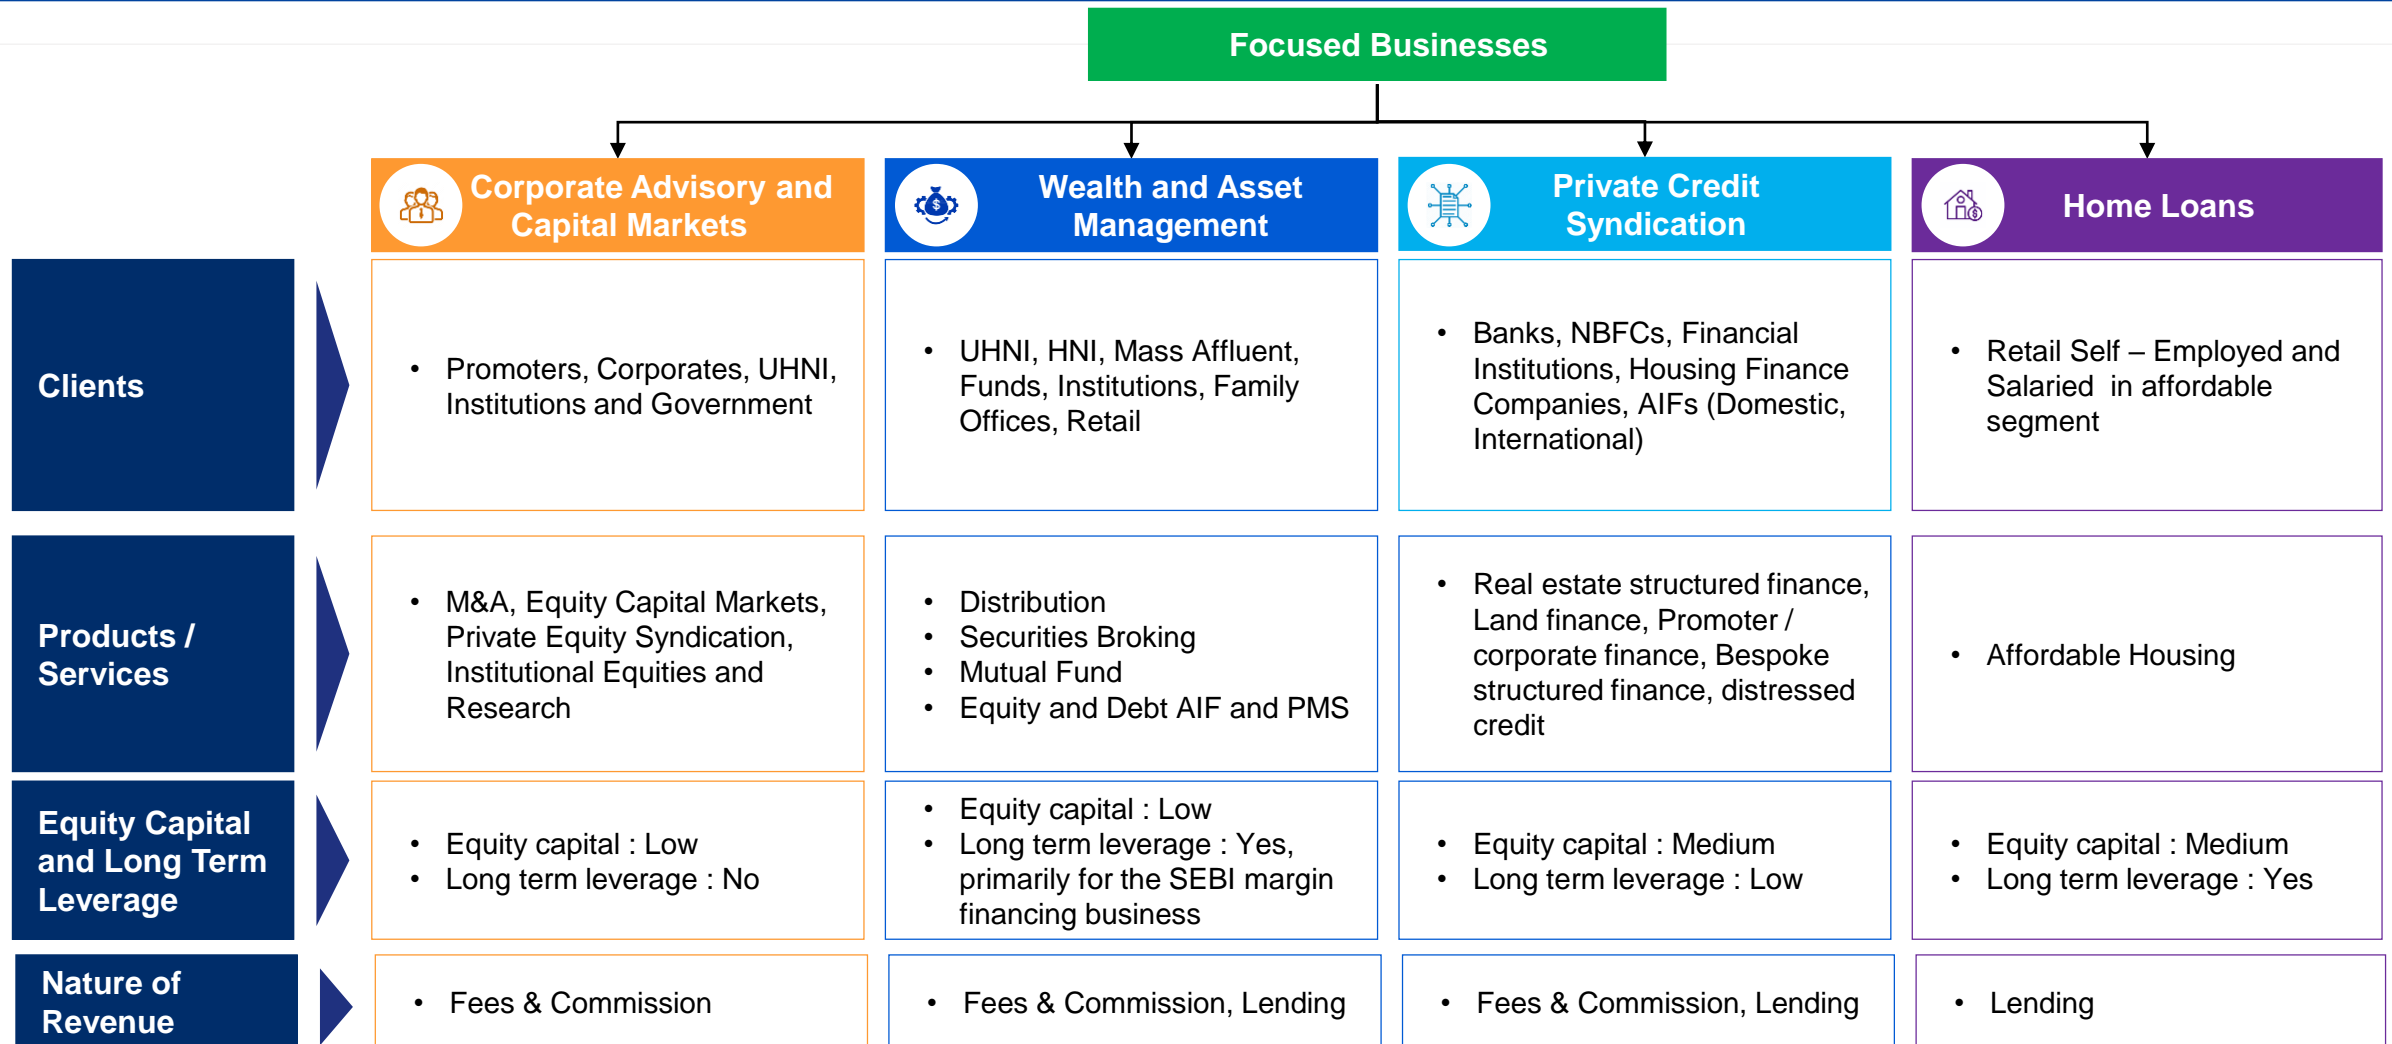 Focused Businesses
Corporate Advisory and
Capital Markets
Wealth and Asset
Management
Private Credit
Syndication
Home Loans
Clients
• Promoters, Corporates, UHNI,
Institutions and Government
• UHNI, HNI, Mass Affluent,
Funds, Institutions, Family
Offices, Retail
• Banks, NBFCs, Financial
Institutions, Housing Finance
Companies, AIFs (Domestic,
International)
• Retail Self – Employed and
Salaried in affordable
segment
Products /
Services
• M&A, Equity Capital Markets,
Private Equity Syndication,
Institutional Equities and
Research
• Distribution
• Securities Broking
• Mutual Fund
• Equity and Debt AIF and PMS
• Real estate structured finance,
Land finance, Promoter /
corporate finance, Bespoke
structured finance, distressed
credit
• Affordable Housing
Equity Capital
and Long Term
Leverage
• Equity capital : Low
• Long term leverage : No
• Equity capital : Low
• Long term leverage : Yes,
primarily for the SEBI margin
financing business
• Equity capital : Medium
• Long term leverage : Low
• Equity capital : Medium
• Long term leverage : Yes
Nature of
Revenue
• Fees & Commission
• Fees & Commission, Lending
• Fees & Commission, Lending
• Lending